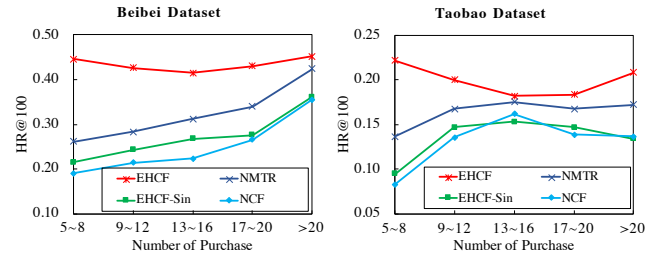 Beibei Dataset
0.50
0.40
0.30
0.20
0.10
HR@100
EHCF
NMTR
EHCF-Sin
NCF
5~8
9~12
13~16
17~20
>20
Number of Purchase
Taobao Dataset
0.25
0.20
0.15
0.10
0.05
HR@100
EHCF
NMTR
EHCF-Sin
NCF
5~8
9~12
13~16
17~20
>20
Number of Purchase